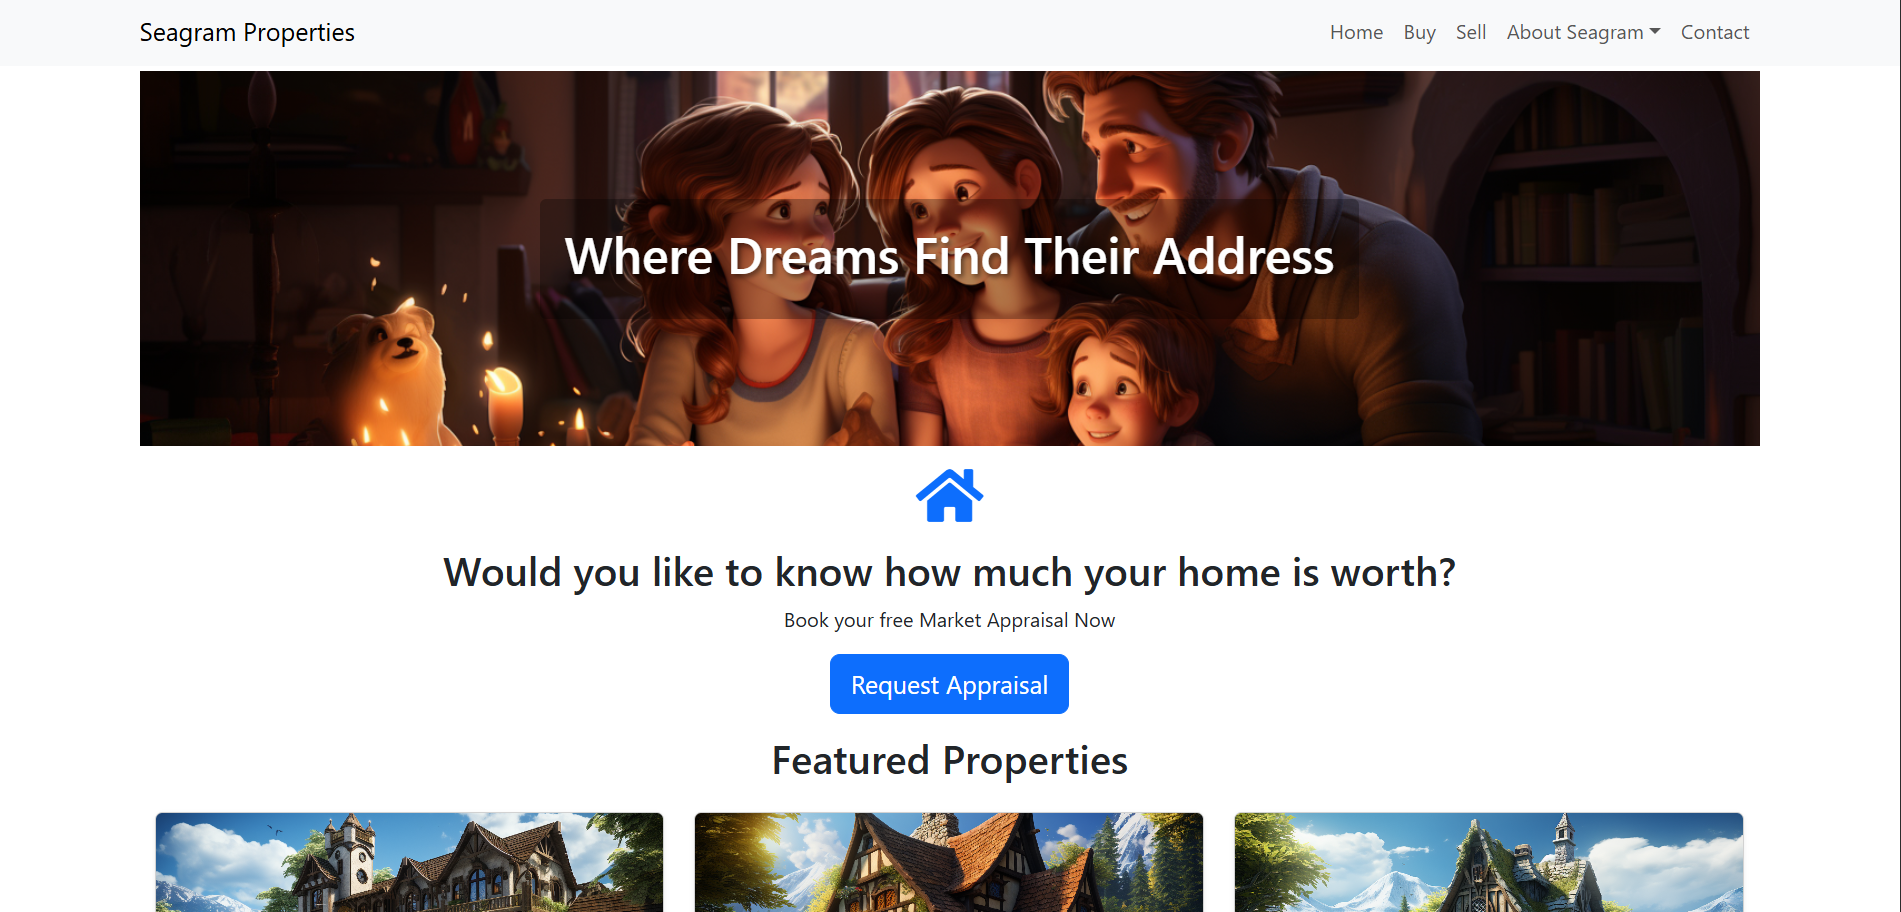 Seagram Properties
Home Buy Sell About Seagram Contact
Where Dreams Find Their Address
Would you like to know how much your home is worth?
Book your free Market Appraisal Now
Request Appraisal
Featured Properties